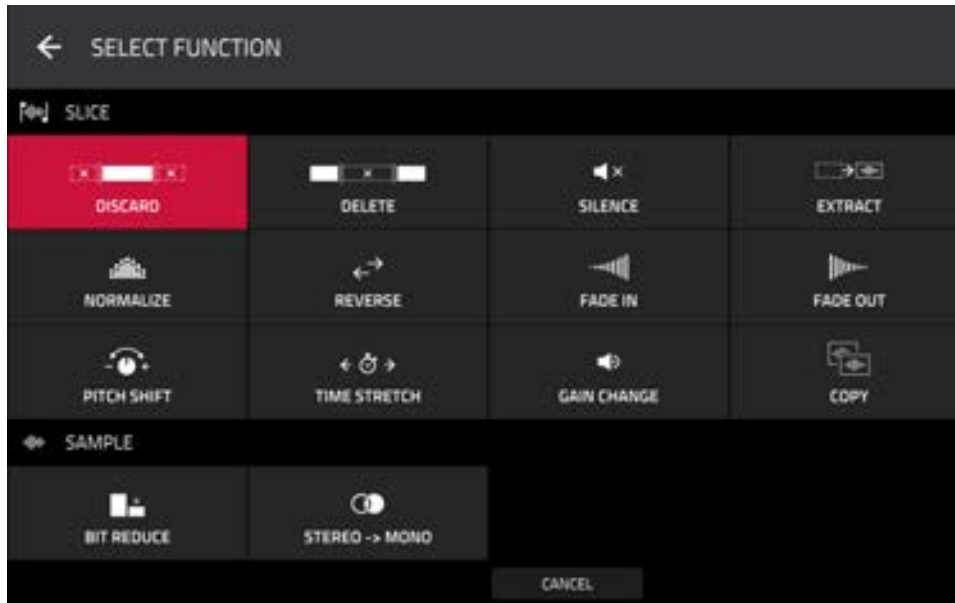 SELECT FUNCTION
SLICE
DISCARD
DELETE
SILENCE
EXTRACT
NORMALIZE
REVERSE
FADE IN
FADE OUT
PITCH SHIFT
TIME STRETCH
GAIN CHANGE
COPY
SAMPLE
BIT REDUCE
STEREO -> MONO
CANCEL